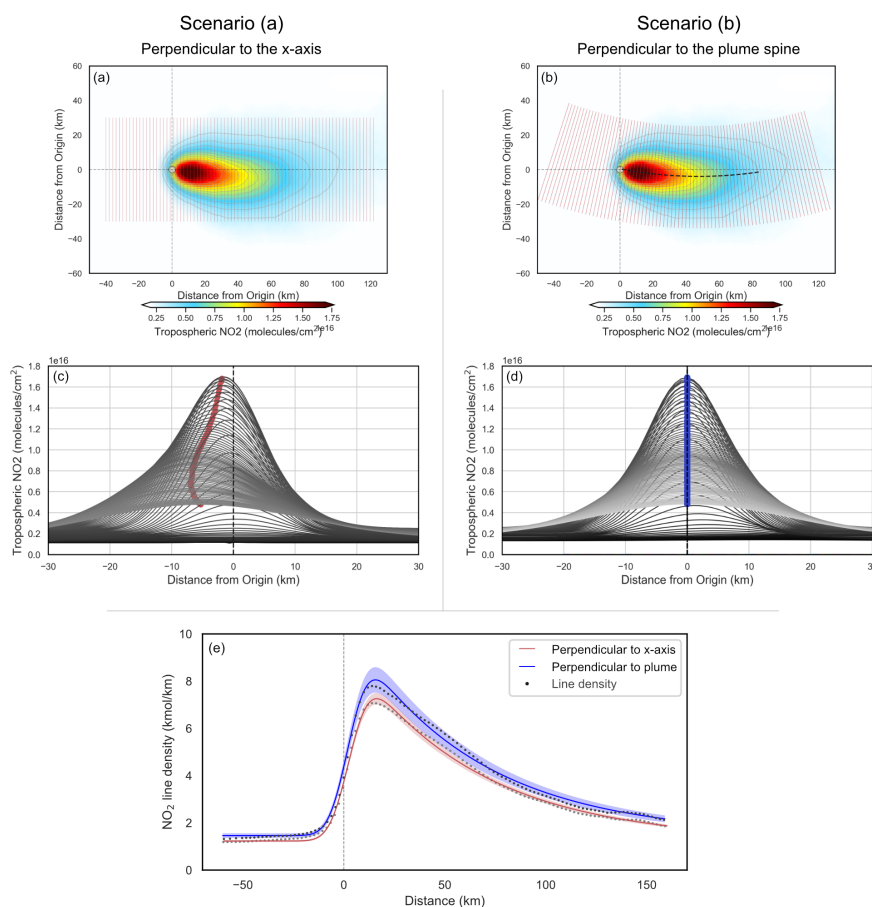 Scenario (a)
Scenario (b)
Perpendicular to the x-axis
Perpendicular to the plume spine
(a)
60
40
20
0
−20
−40
−60
Distance from Origin (km)
−40 −20 0 20 40 60 80 100 120
Distance from Origin (km)
0.25 0.50 0.75 1.00 1.25 1.50 1.75
Tropospheric NO2 (molecules/cm²)
(b)
60
40
20
0
−20
−40
−60
Distance from Origin (km)
−40 −20 0 20 40 60 80 100 120
Distance from Origin (km)
0.25 0.50 0.75 1.00 1.25 1.50 1.75
Tropospheric NO2 (molecules/cm²)
1e16
(c)
1.8
1.6
1.4
1.2
1.0
0.8
0.6
0.4
0.2
0.0
Tropospheric NO2 (molecules/cm²)
−30 −20 −10 0 10 20 30
Distance from Origin (km)
1e16
(d)
1.8
1.6
1.4
1.2
1.0
0.8
0.6
0.4
0.2
0.0
Tropospheric NO2 (molecules/cm²)
−30 −20 −10 0 10 20 30
Distance from Origin (km)
(e)
10
8
6
4
2
0
NO₂ line density (kmol/km)
Perpendicular to x-axis
Perpendicular to plume
Line density
−50 0 50 100 150
Distance (km)